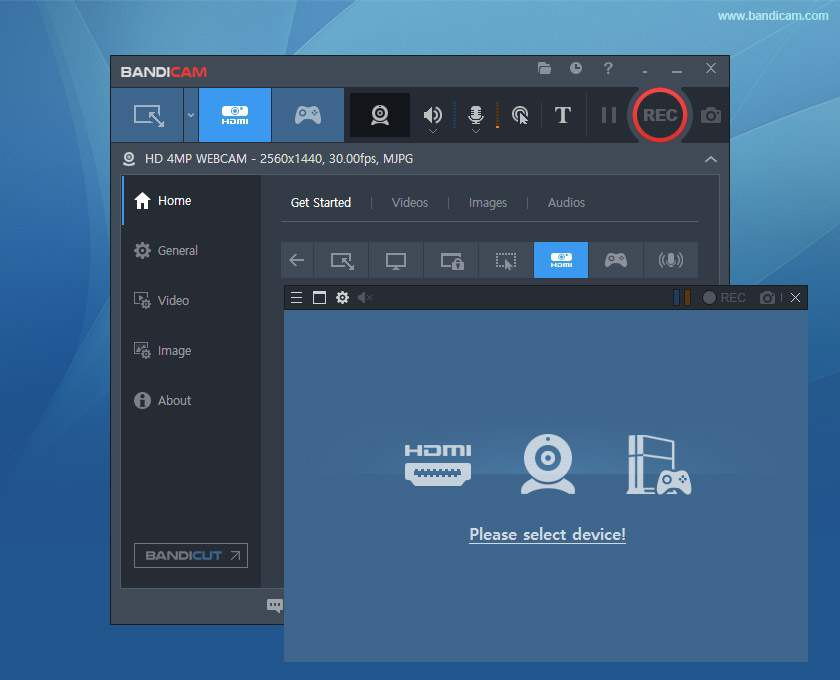 www.bandicam.com
BANDICAM
HDMI
T
REC
HD 4MP WEBCAM - 2560x1440, 30.00fps, MJPG
Home
General
Video
Image
About
BANDICUT
Get Started
Videos
Images
Audios
HDMI
REC
HDMI
Please select device!